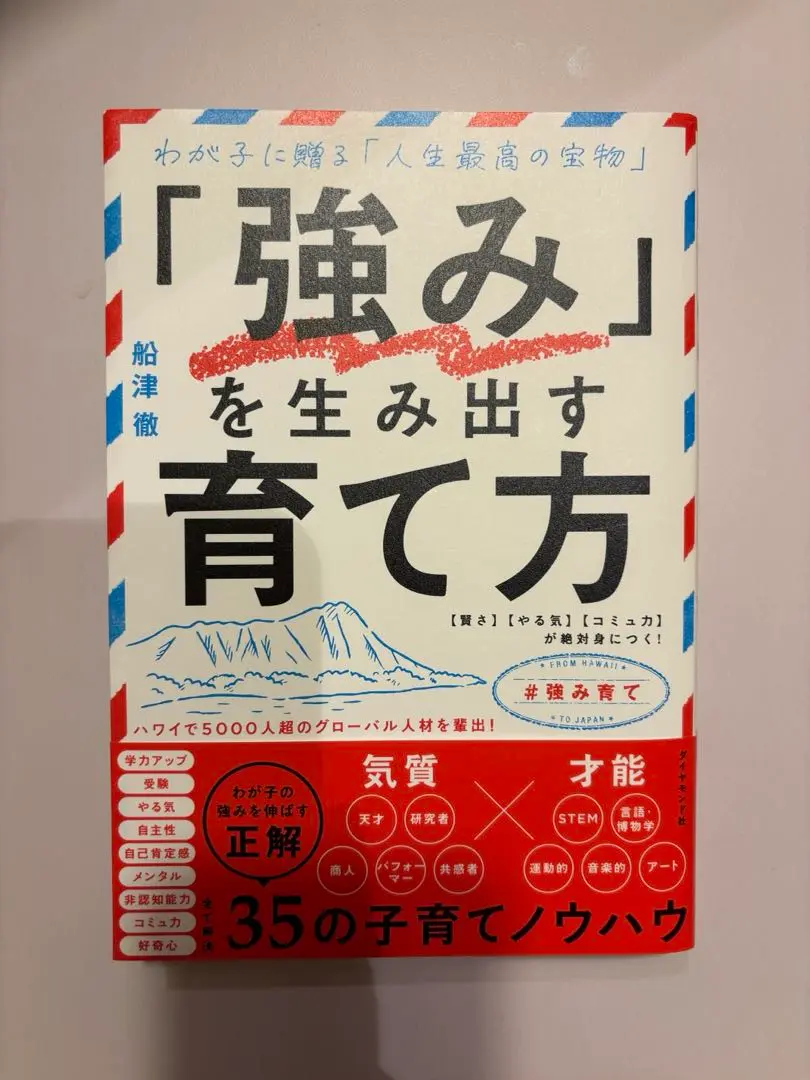 わが子に贈る「人生最高の宝物」
「強み」
を生み出す
育て方
船津 徹
【賢さ】【やる気】【コミュ力】
が絶対身につく!
★ FROM HAWAII ★
#強み育て
★ TO JAPAN ★
ハワイで5000人超のグローバル人材を輩出!
学力アップ
受験
やる気
自主性
自己肯定感
メンタル
非認知能力
コミュ力
好奇心
全て解決
わが子の
強みを伸ばす
正解
気質
天才
研究者
商人
パフォー
マー
共感者
×
才能
STEM
言語・
博物学
運動的
音楽的
アート
35の子育てノウハウ
ダイヤモンド社